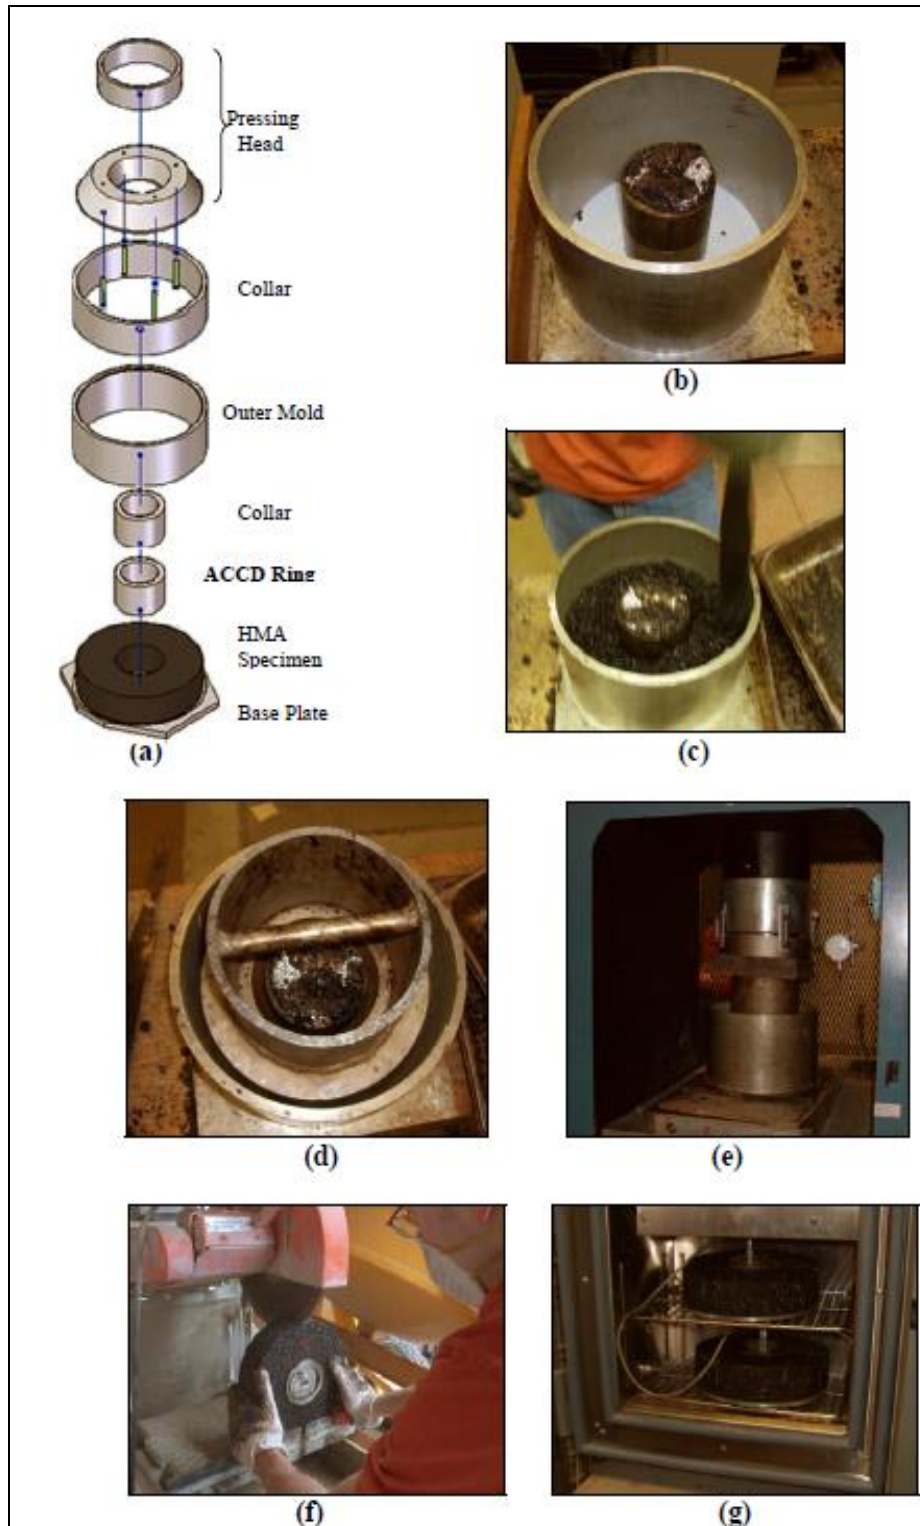 Pressing
Head
Collar
Outer Mold
Collar
ACCD Ring
HMA
Specimen
Base Plate
(a)
(b)
(c)
(d)
(e)
(f)
(g)